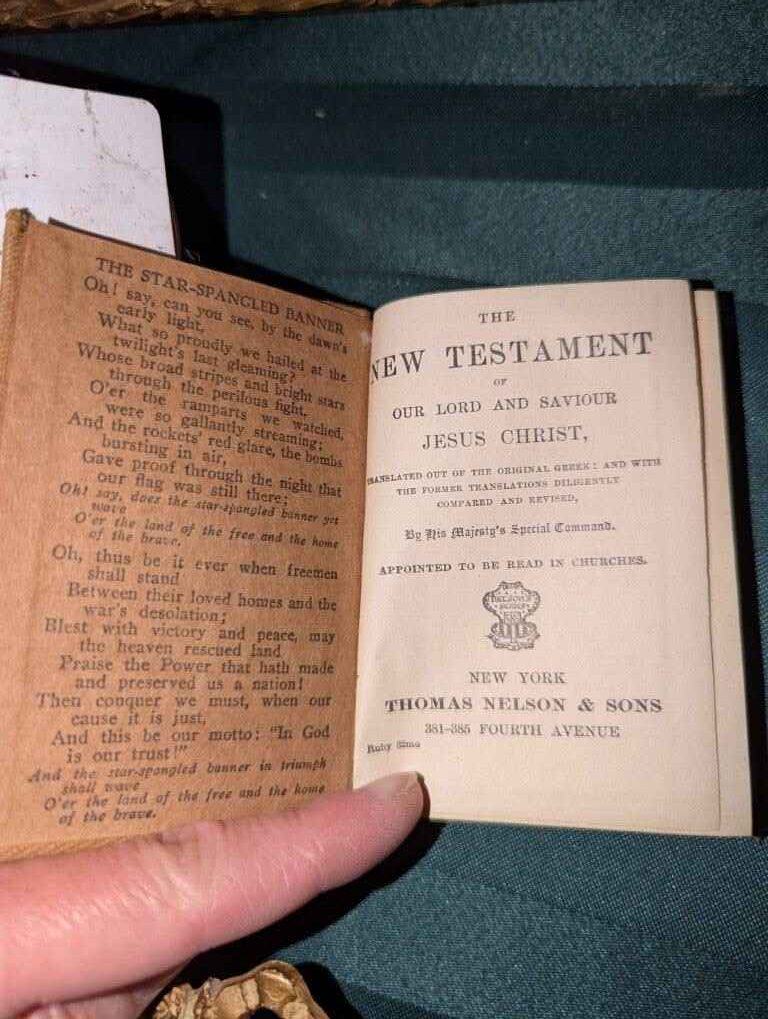 THE STAR-SPANGLED BANNER
Oh! say, can you see, by the dawn's
early light,
What so proudly we hailed at the
twilight's last gleaming?
Whose broad stripes and bright stars
through the perilous fight,
O'er the ramparts we watched,
were so gallantly streaming;
And the rockets' red glare, the bombs
bursting in air,
Gave proof through the night that
our flag was still there;
Oh! say, does the star-spangled banner yet
wave
O'er the land of the free and the home
of the brave.
Oh, thus be it ever when freemen
shall stand
Between their loved homes and the
war's desolation;
Blest with victory and peace, may
the heaven rescued land
Praise the Power that hath made
and preserved us a nation!
Then conquer we must, when our
cause it is just,
And this be our motto: "In God
is our trust!"
And the star-spangled banner in triumph
shall wave
O'er the land of the free and the home
of the brave.
THE
NEW TESTAMENT
OF
OUR LORD AND SAVIOUR
JESUS CHRIST,
TRANSLATED OUT OF THE ORIGINAL GREEK: AND WITH
THE FORMER TRANSLATIONS DILIGENTLY
COMPARED AND REVISED,
By His Majesty's Special Command.
APPOINTED TO BE READ IN CHURCHES.
NELSON'S
NEW YORK
THOMAS NELSON & SONS
381-385 FOURTH AVENUE
Ruby